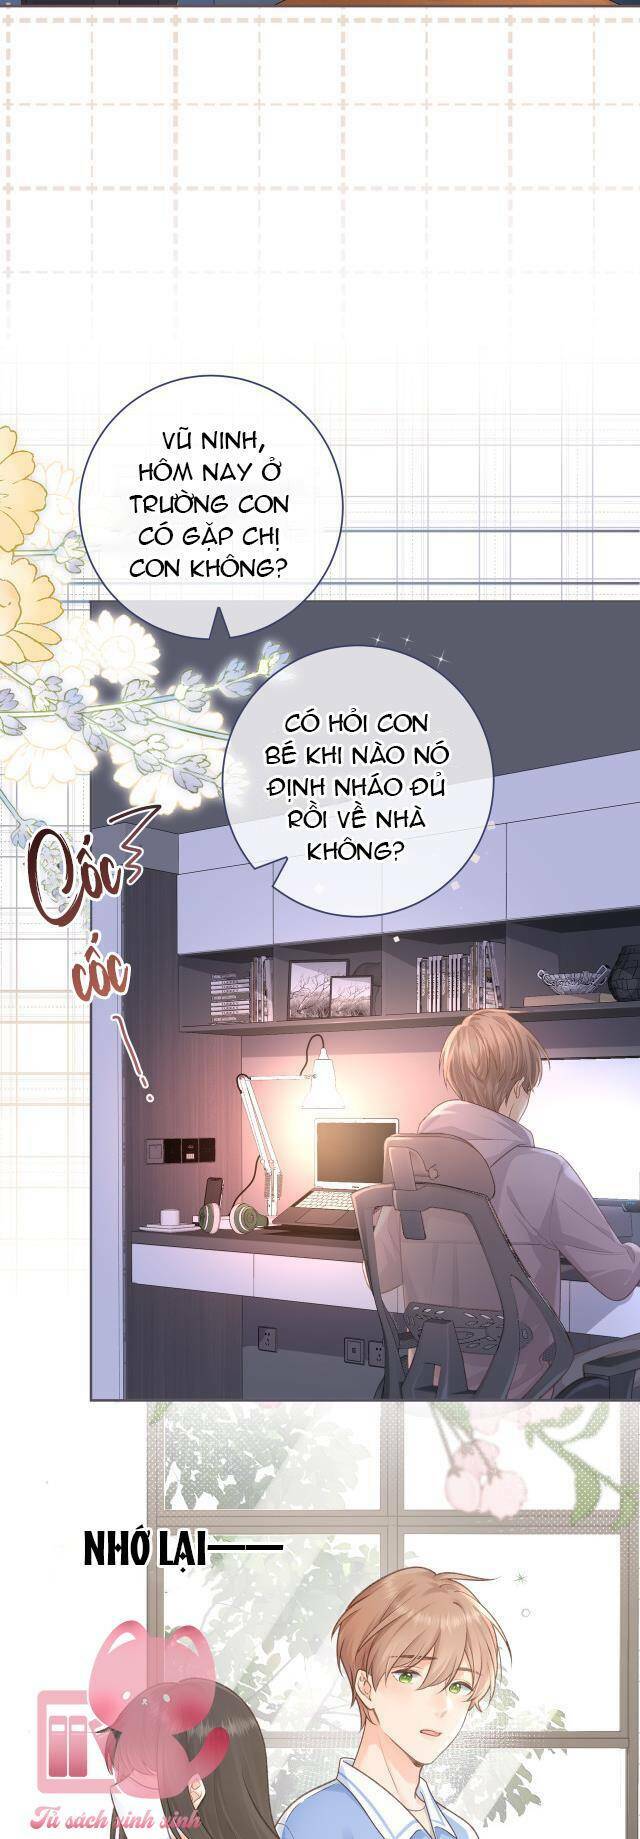 VŨ NINH,
HÔM NAY Ở
TRƯỜNG CON
CÓ GẶP CHỊ
CON KHÔNG?
CÓ HỎI CON
BÉ KHI NÀO NÓ
ĐỊNH NHÁO ĐỦ
RỒI VỀ NHÀ
KHÔNG?
CỐC
CỐC
NHỚ LẠI——
Tủ sách xinh xinh